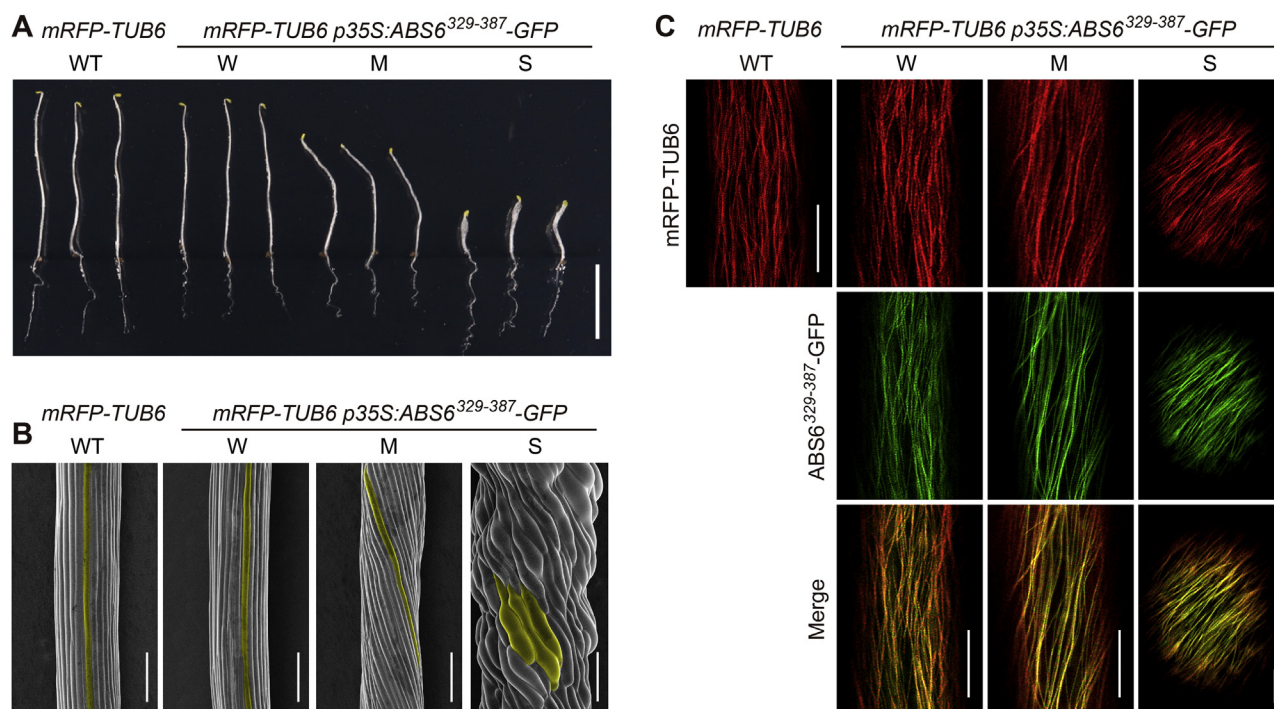 A
mRFP-TUB6 mRFP-TUB6 p35S:ABS6329-387-GFP
WT W M S
B
mRFP-TUB6 mRFP-TUB6 p35S:ABS6329-387-GFP
WT W M S
C
mRFP-TUB6 mRFP-TUB6 p35S:ABS6329-387-GFP
WT W M S
mRFP-TUB6
ABS6329-387-GFP
Merge